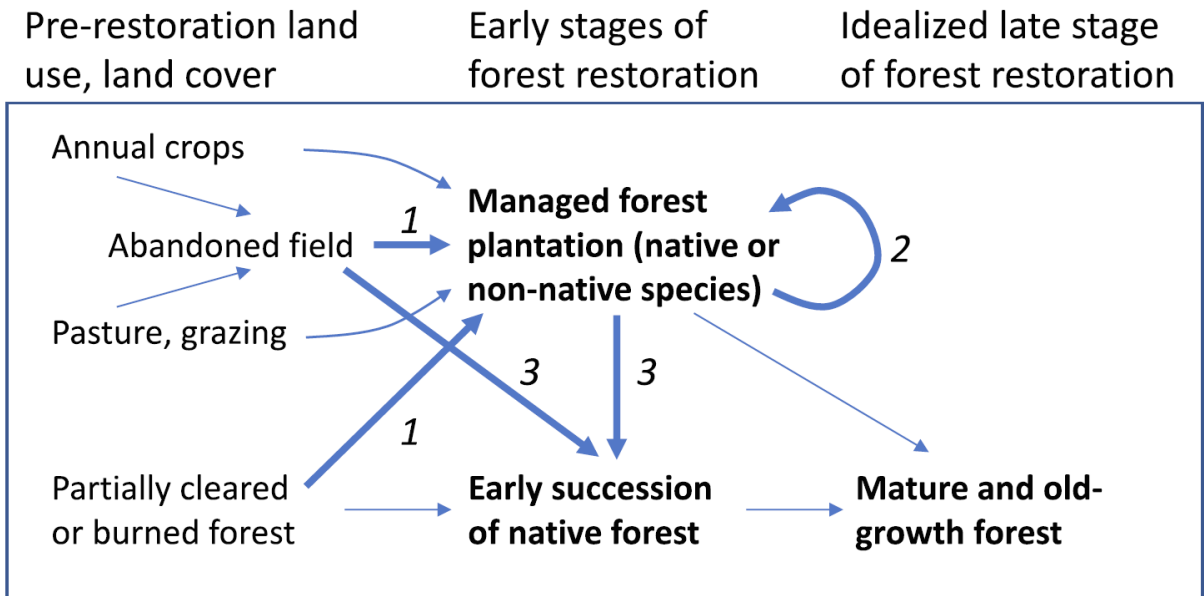 Pre-restoration land
use, land cover
Early stages of
forest restoration
Idealized late stage
of forest restoration
Annual crops
Abandoned field
Pasture, grazing
Partially cleared
or burned forest
1
Managed forest
plantation (native or
non-native species)
2
3
3
1
Early succession
of native forest
Mature and old-
growth forest